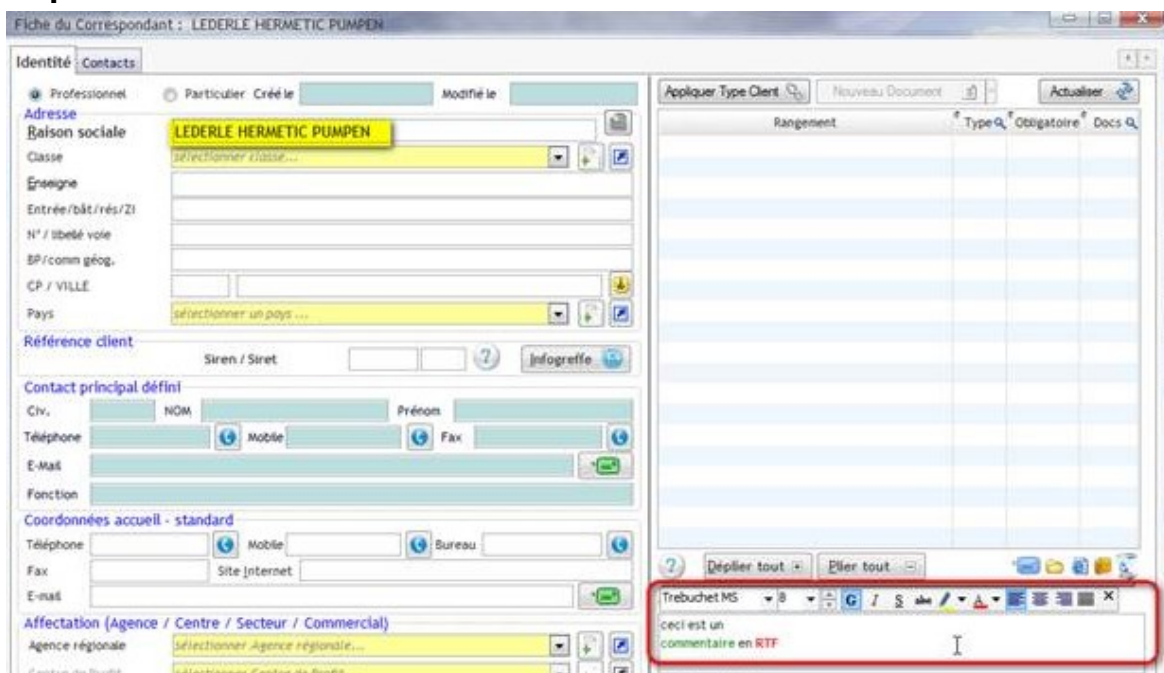 Fiche du Correspondant : LEDERLE HERMETIC PUMPEN
Identité Contacts
Professionnel Particulier Créé le Modifié le
Adresse
Raison sociale LEDERLE HERMETIC PUMPEN
Classe sélectionner classe...
Enseigne
Entrée/bât/rés/ZI
N° / libellé voie
BP/comm géog.
CP / VILLE
Pays sélectionner un pays ...
Référence client
Siren / Siret ? Infogreffe
Contact principal défini
Civ. NOM Prénom
Téléphone Mobile Fax
E-Mail
Fonction
Coordonnées accueil - standard
Téléphone Mobile Bureau
Fax Site Internet
E-mail
Affectation (Agence / Centre / Secteur / Commercial)
Agence régionale sélectionner Agence régionale...
Appliquer Type Client Nouveau Document Actualiser
Rangement Type Obligatoire Docs
? Déplier tout + Plier tout -
Trebuchet MS 8 G I S abc A
ceci est un
commentaire en RTF